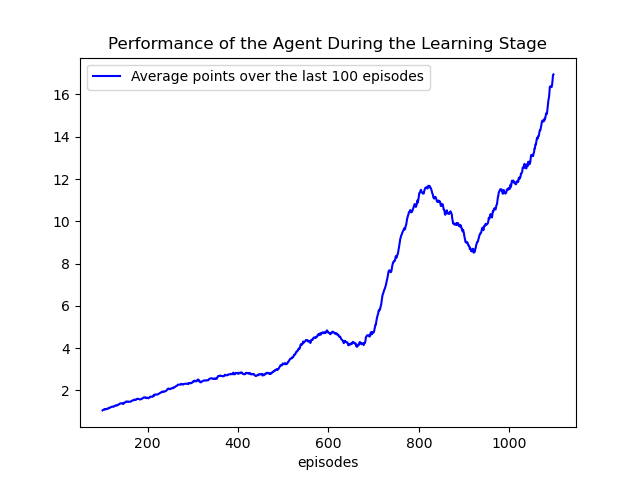 Performance of the Agent During the Learning Stage
Average points over the last 100 episodes
16
14
12
10
8
6
4
2
200 400 600 800 1000
episodes